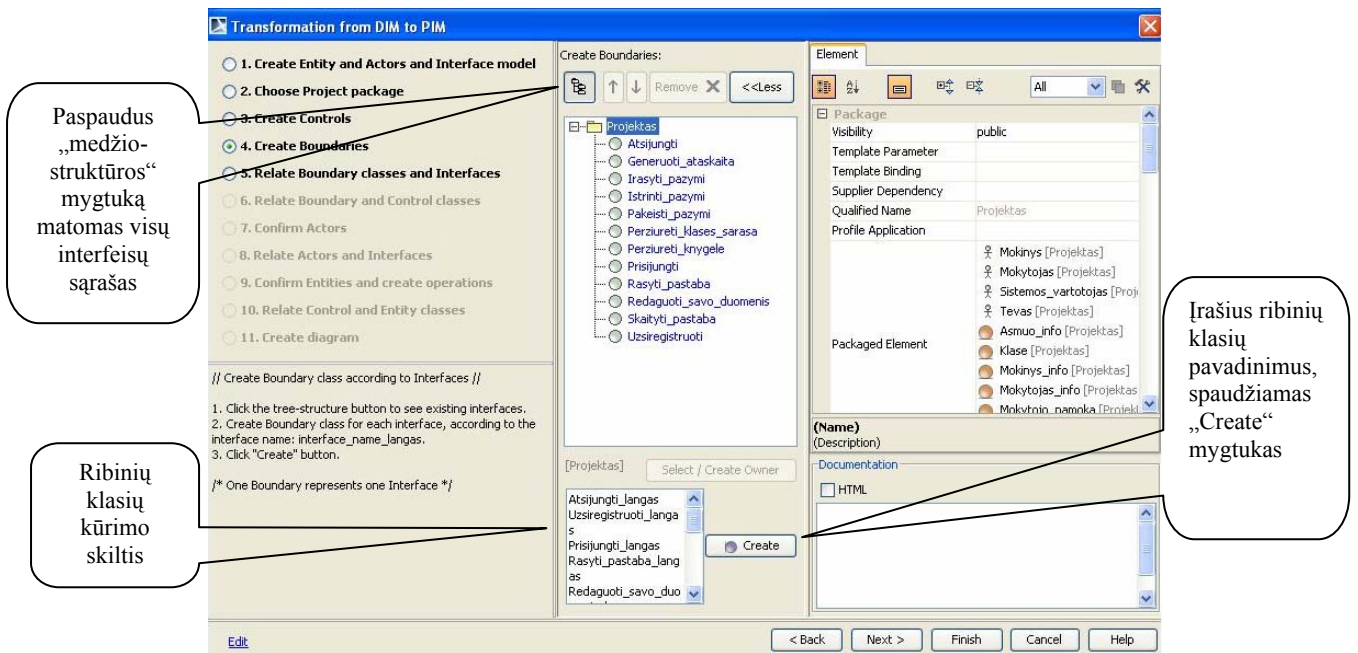 Transformation from DIM to PIM
Paspaudus
„medžio-
struktūros“
mygtuką
matomas visų
interfeisų
sąrašas
1. Create Entity and Actors and Interface model
2. Choose Project package
3. Create Controls
4. Create Boundaries
5. Relate Boundary classes and Interfaces
6. Relate Boundary and Control classes
7. Confirm Actors
8. Relate Actors and Interfaces
9. Confirm Entities and create operations
10. Relate Control and Entity classes
11. Create diagram
// Create Boundary class according to Interfaces //
1. Click the tree-structure button to see existing interfaces.
2. Create Boundary class for each interface, according to the
interface name: interface_name_langas.
3. Click "Create" button.
/* One Boundary represents one Interface */
Ribinių
klasių
kūrimo
skiltis
Edit
Create Boundaries:
Remove
<<Less
Projektas
Atsijungti
Generuoti_ataskaita
Irasyti_pazymi
Istrinti_pazymi
Pakeisti_pazymi
Perziureti_klases_sarasa
Perziureti_knygele
Prisijungti
Rasyti_pastaba
Redaguoti_savo_duomenis
Skaityti_pastaba
Uzsiregistruoti
[Projektas]
Select / Create Owner
Atsijungti_langas
Uzsiregistruoti_langa
s
Prisijungti_langas
Rasyti_pastaba_lang
as
Redaguoti_savo_duo
Create
Element
All
Package
Visibility public
Template Parameter
Template Binding
Supplier Dependency
Qualified Name Projektas
Profile Application
Packaged Element
Mokinys [Projektas]
Mokytojas [Projektas]
Sistemos_vartotojas [Proj
Tevas [Projektas]
Asmuo_info [Projektas]
Klase [Projektas]
Mokinys_info [Projektas]
Mokytojas_info [Projektas
Mokytojo_pamoka [Projekt
(Name)
(Description)
Documentation
HTML
< Back
Next >
Finish
Cancel
Help
Įrašius ribinių
klasių
pavadinimus,
spaudžiamas
„Create“
mygtukas